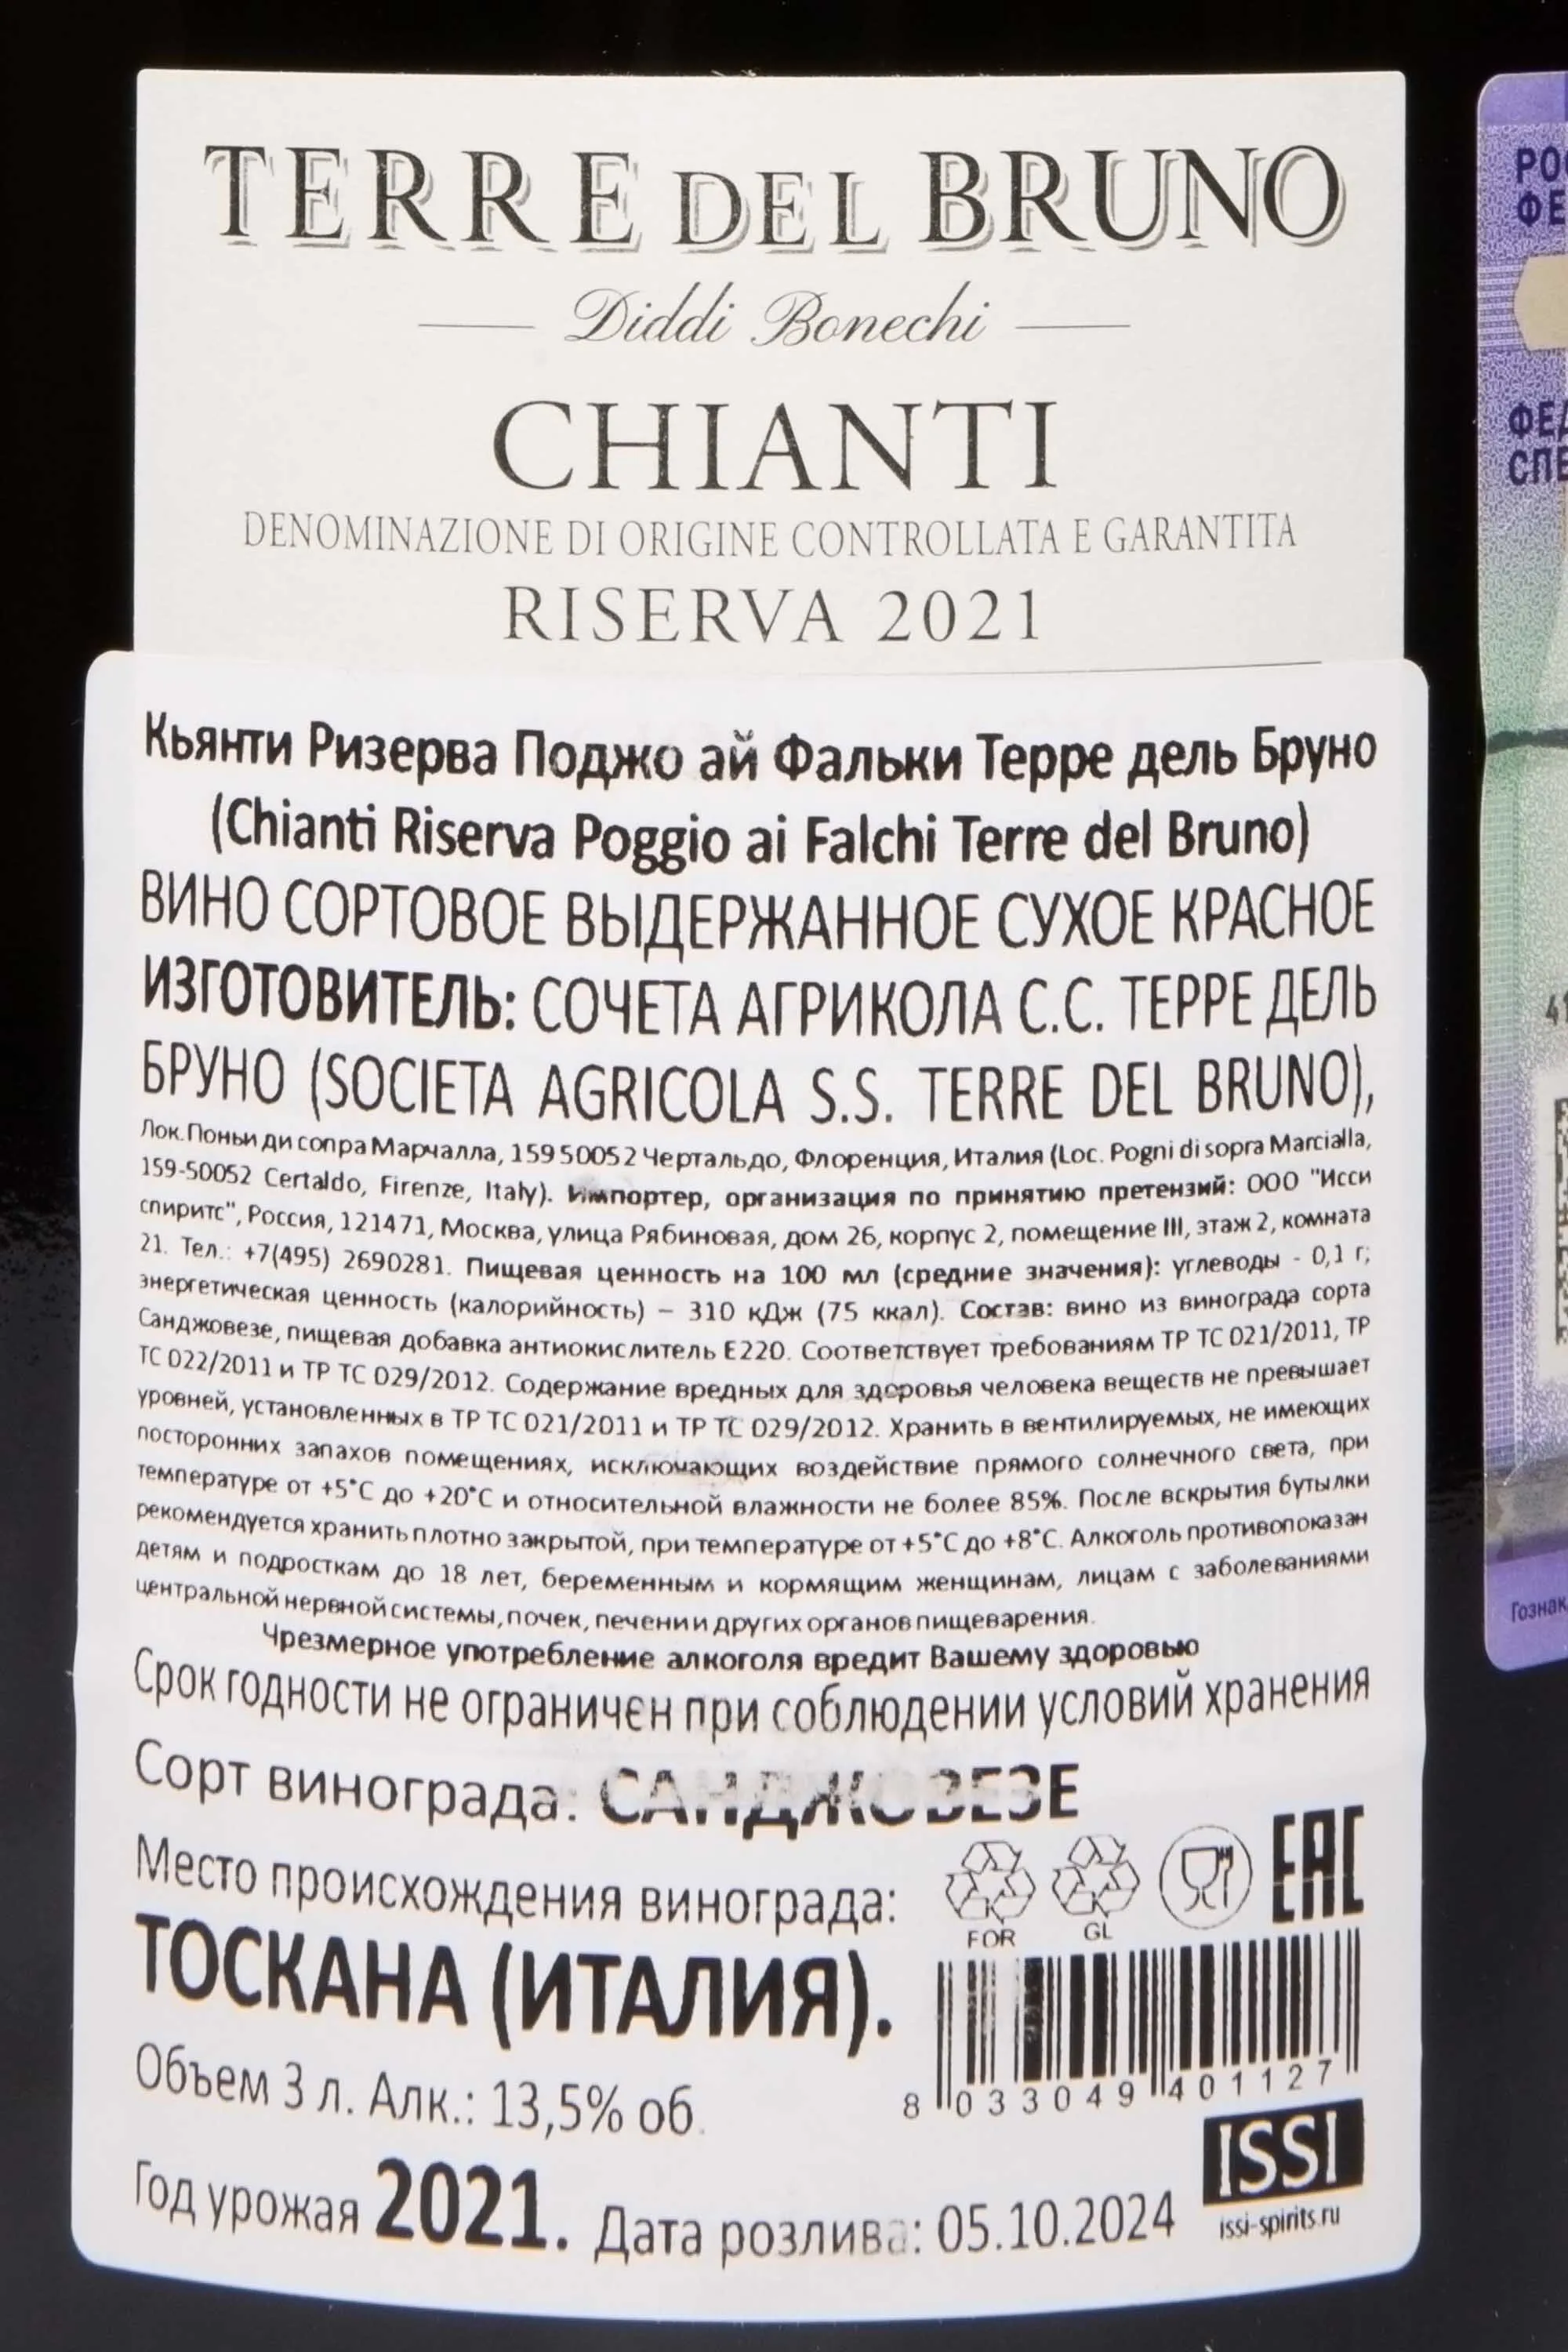 TERRE DEL BRUNO
Diddi Bonechi
CHIANTI
DENOMINAZIONE DI ORIGINE CONTROLLATA E GARANTITA
RISERVA 2021
Кьянти Ризерва Поджо ай Фальки Терре дель Бруно
(Chianti Riserva Poggio ai Falchi Terre del Bruno)
ВИНО СОРТОВОЕ ВЫДЕРЖАННОЕ СУХОЕ КРАСНОЕ
ИЗГОТОВИТЕЛЬ: СОЧЕТА АГРИКОЛА С.С. ТЕРРЕ ДЕЛЬ
БРУНО (SOCIETA AGRICOLA S.S. TERRE DEL BRUNO),
Лок. Поньи ди сопра Марчалла, 159 50052 Чертальдо, Флоренция, Италия (Loc. Pogni di sopra Marcialla,
159-50052 Certaldo, Firenze, Italy). Импортер, организация по принятию претензий: ООО "Исси
спиритс", Россия, 121471, Москва, улица Рябиновая, дом 26, корпус 2, помещение III, этаж 2, комната
21. Тел.: +7(495) 2690281. Пищевая ценность на 100 мл (средние значения): углеводы - 0,1 г;
энергетическая ценность (калорийность) – 310 кДж (75 ккал). Состав: вино из винограда сорта
Санджовезе, пищевая добавка антиокислитель Е220. Соответствует требованиям ТР ТС 021/2011, ТР
ТС 022/2011 и ТР ТС 029/2012. Содержание вредных для здоровья человека веществ не превышает
уровней, установленных в ТР ТС 021/2011 и ТР ТС 029/2012. Хранить в вентилируемых, не имеющих
посторонних запахов помещениях, исключающих воздействие прямого солнечного света, при
температуре от +5°С до +20°С и относительной влажности не более 85%. После вскрытия бутылки
рекомендуется хранить плотно закрытой, при температуре от +5°С до +8°С. Алкоголь противопоказан
детям и подросткам до 18 лет, беременным и кормящим женщинам, лицам с заболеваниями
центральной нервной системы, почек, печени и других органов пищеварения.
Чрезмерное употребление алкоголя вредит Вашему здоровью
Срок годности не ограничен при соблюдении условий хранения
Сорт винограда: САНДЖОВЕЗЕ
Место происхождения винограда:
ТОСКАНА (ИТАЛИЯ).
FOR GL EAC
Объем 3 л. Алк.: 13,5% об.
8 033049 401127
Год урожая 2021. Дата розлива: 05.10.2024
ISSI
issi-spirits.ru
Гознак